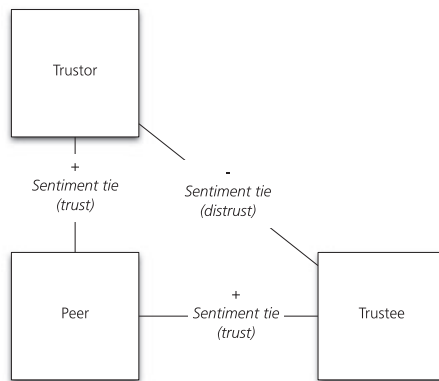 Trustor
+
Sentiment tie
(trust)
-
Sentiment tie
(distrust)
Peer
+
Sentiment tie
(trust)
Trustee